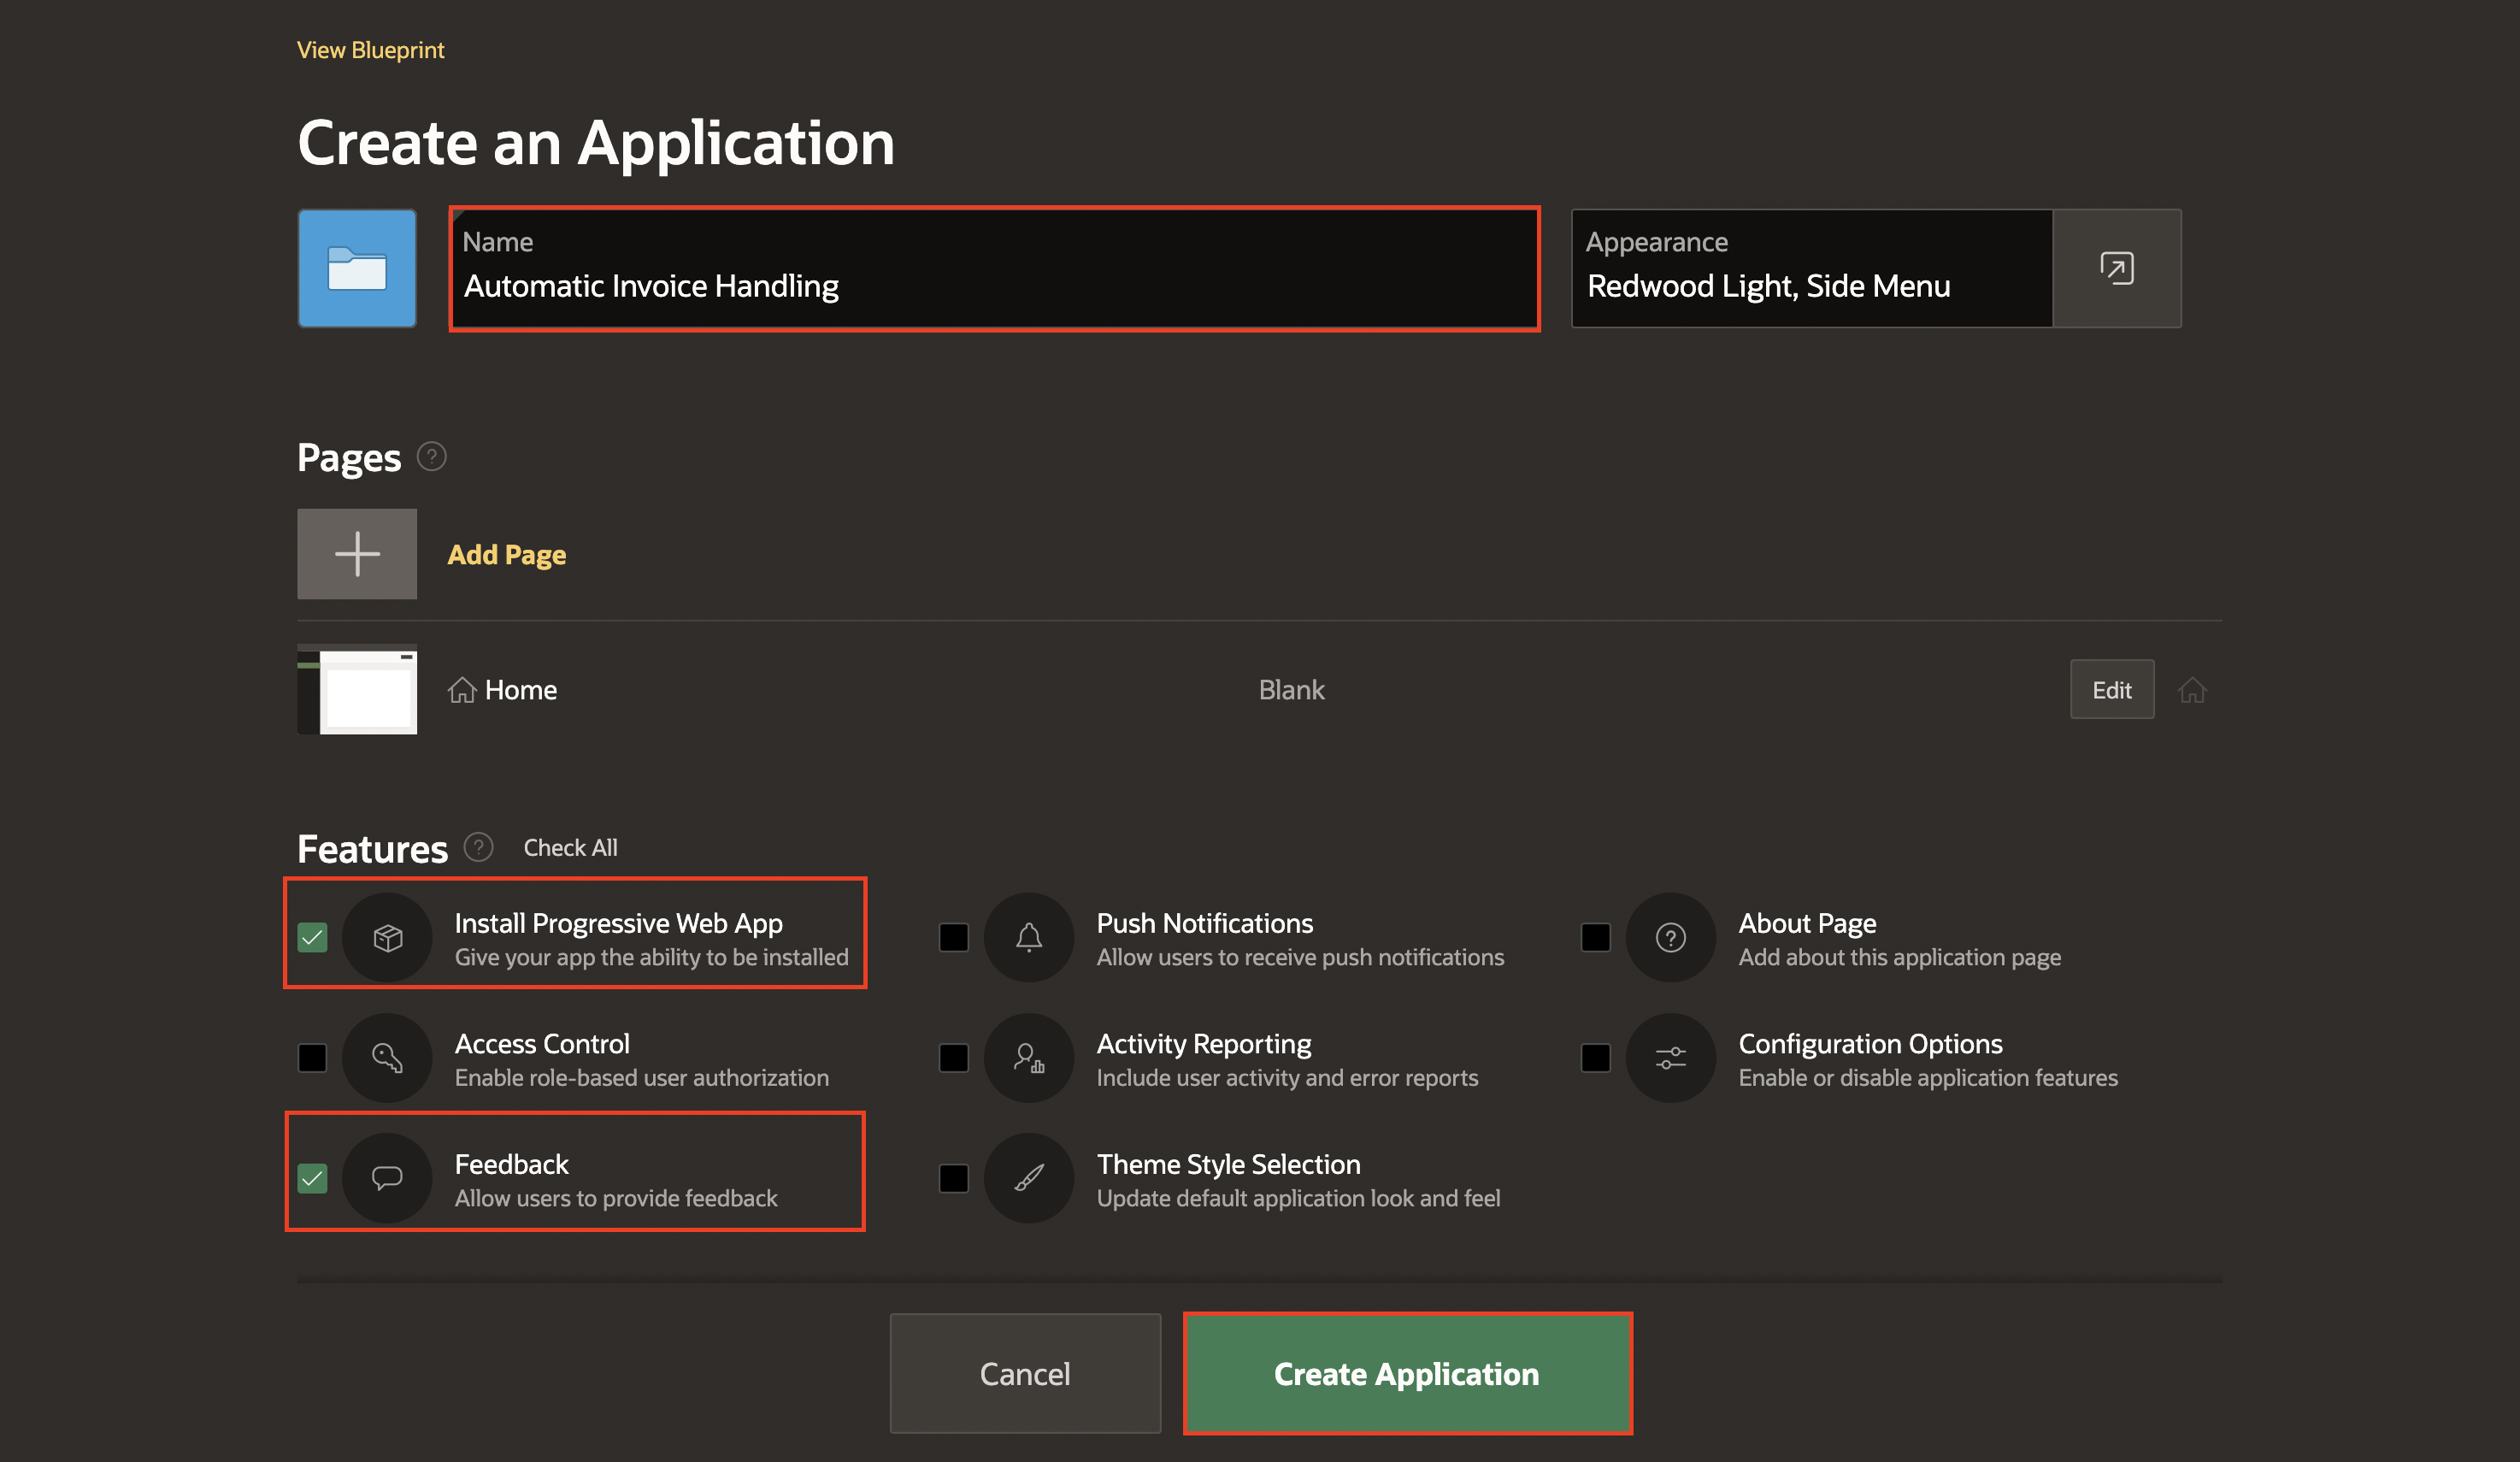 View Blueprint
Create an Application
Name
Automatic Invoice Handling
Appearance
Redwood Light, Side Menu
Pages ?
Add Page
Home
Blank
Edit
Features ?
Check All
Install Progressive Web App
Give your app the ability to be installed
Push Notifications
Allow users to receive push notifications
?
About Page
Add about this application page
Access Control
Enable role-based user authorization
Activity Reporting
Include user activity and error reports
Configuration Options
Enable or disable application features
Feedback
Allow users to provide feedback
Theme Style Selection
Update default application look and feel
Cancel
Create Application